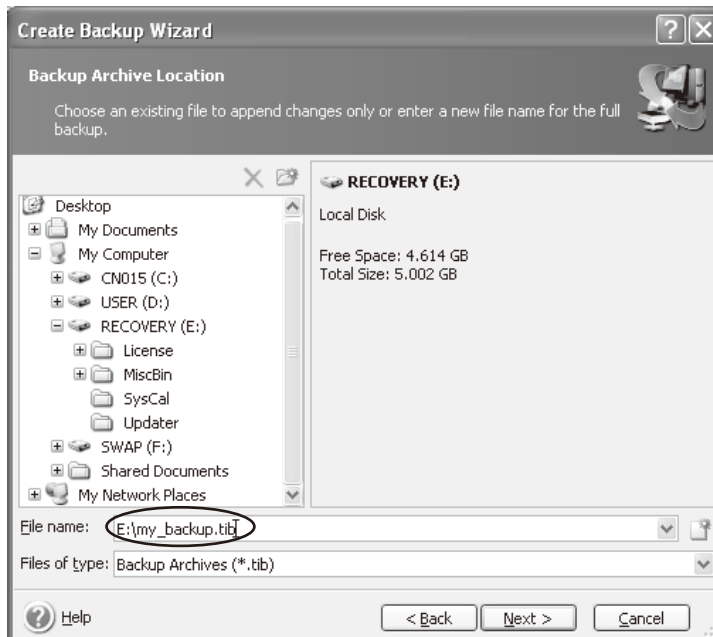 Create Backup Wizard
Backup Archive Location
Choose an existing file to append changes only or enter a new file name for the full
backup.
Desktop
My Documents
My Computer
CN015 (C:)
USER (D:)
RECOVERY (E:)
License
MiscBin
SysCal
Updater
SWAP (F:)
Shared Documents
My Network Places
RECOVERY (E:)
Local Disk
Free Space: 4.614 GB
Total Size: 5.002 GB
File name: E:\my_backup.tib
Files of type: Backup Archives (*.tib)
Help
< Back
Next >
Cancel